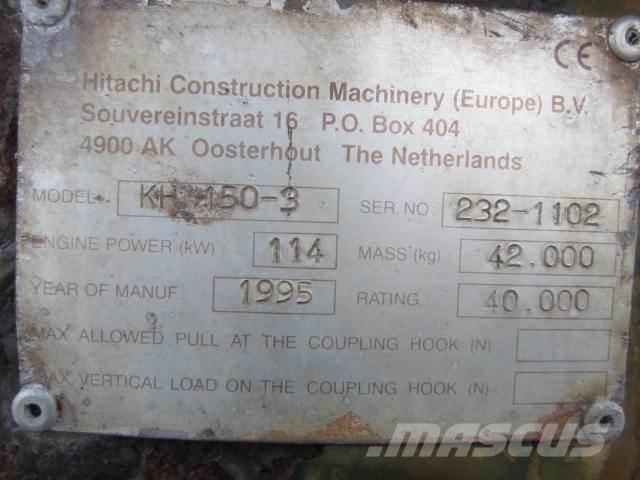 CE
Hitachi Construction Machinery (Europe) B.V.
Souvereinstraat 16 P.O. Box 404
4900 AK Oosterhout The Netherlands
MODEL KH 150-3 SER. NO: 232-1102
ENGINE POWER (kW) 114 MASS (kg) 42.000
YEAR OF MANUF. 1995 RATING 40.000
MAX ALLOWED PULL AT THE COUPLING HOOK (N)
MAX VERTICAL LOAD ON THE COUPLING HOOK (N)
MASCUS